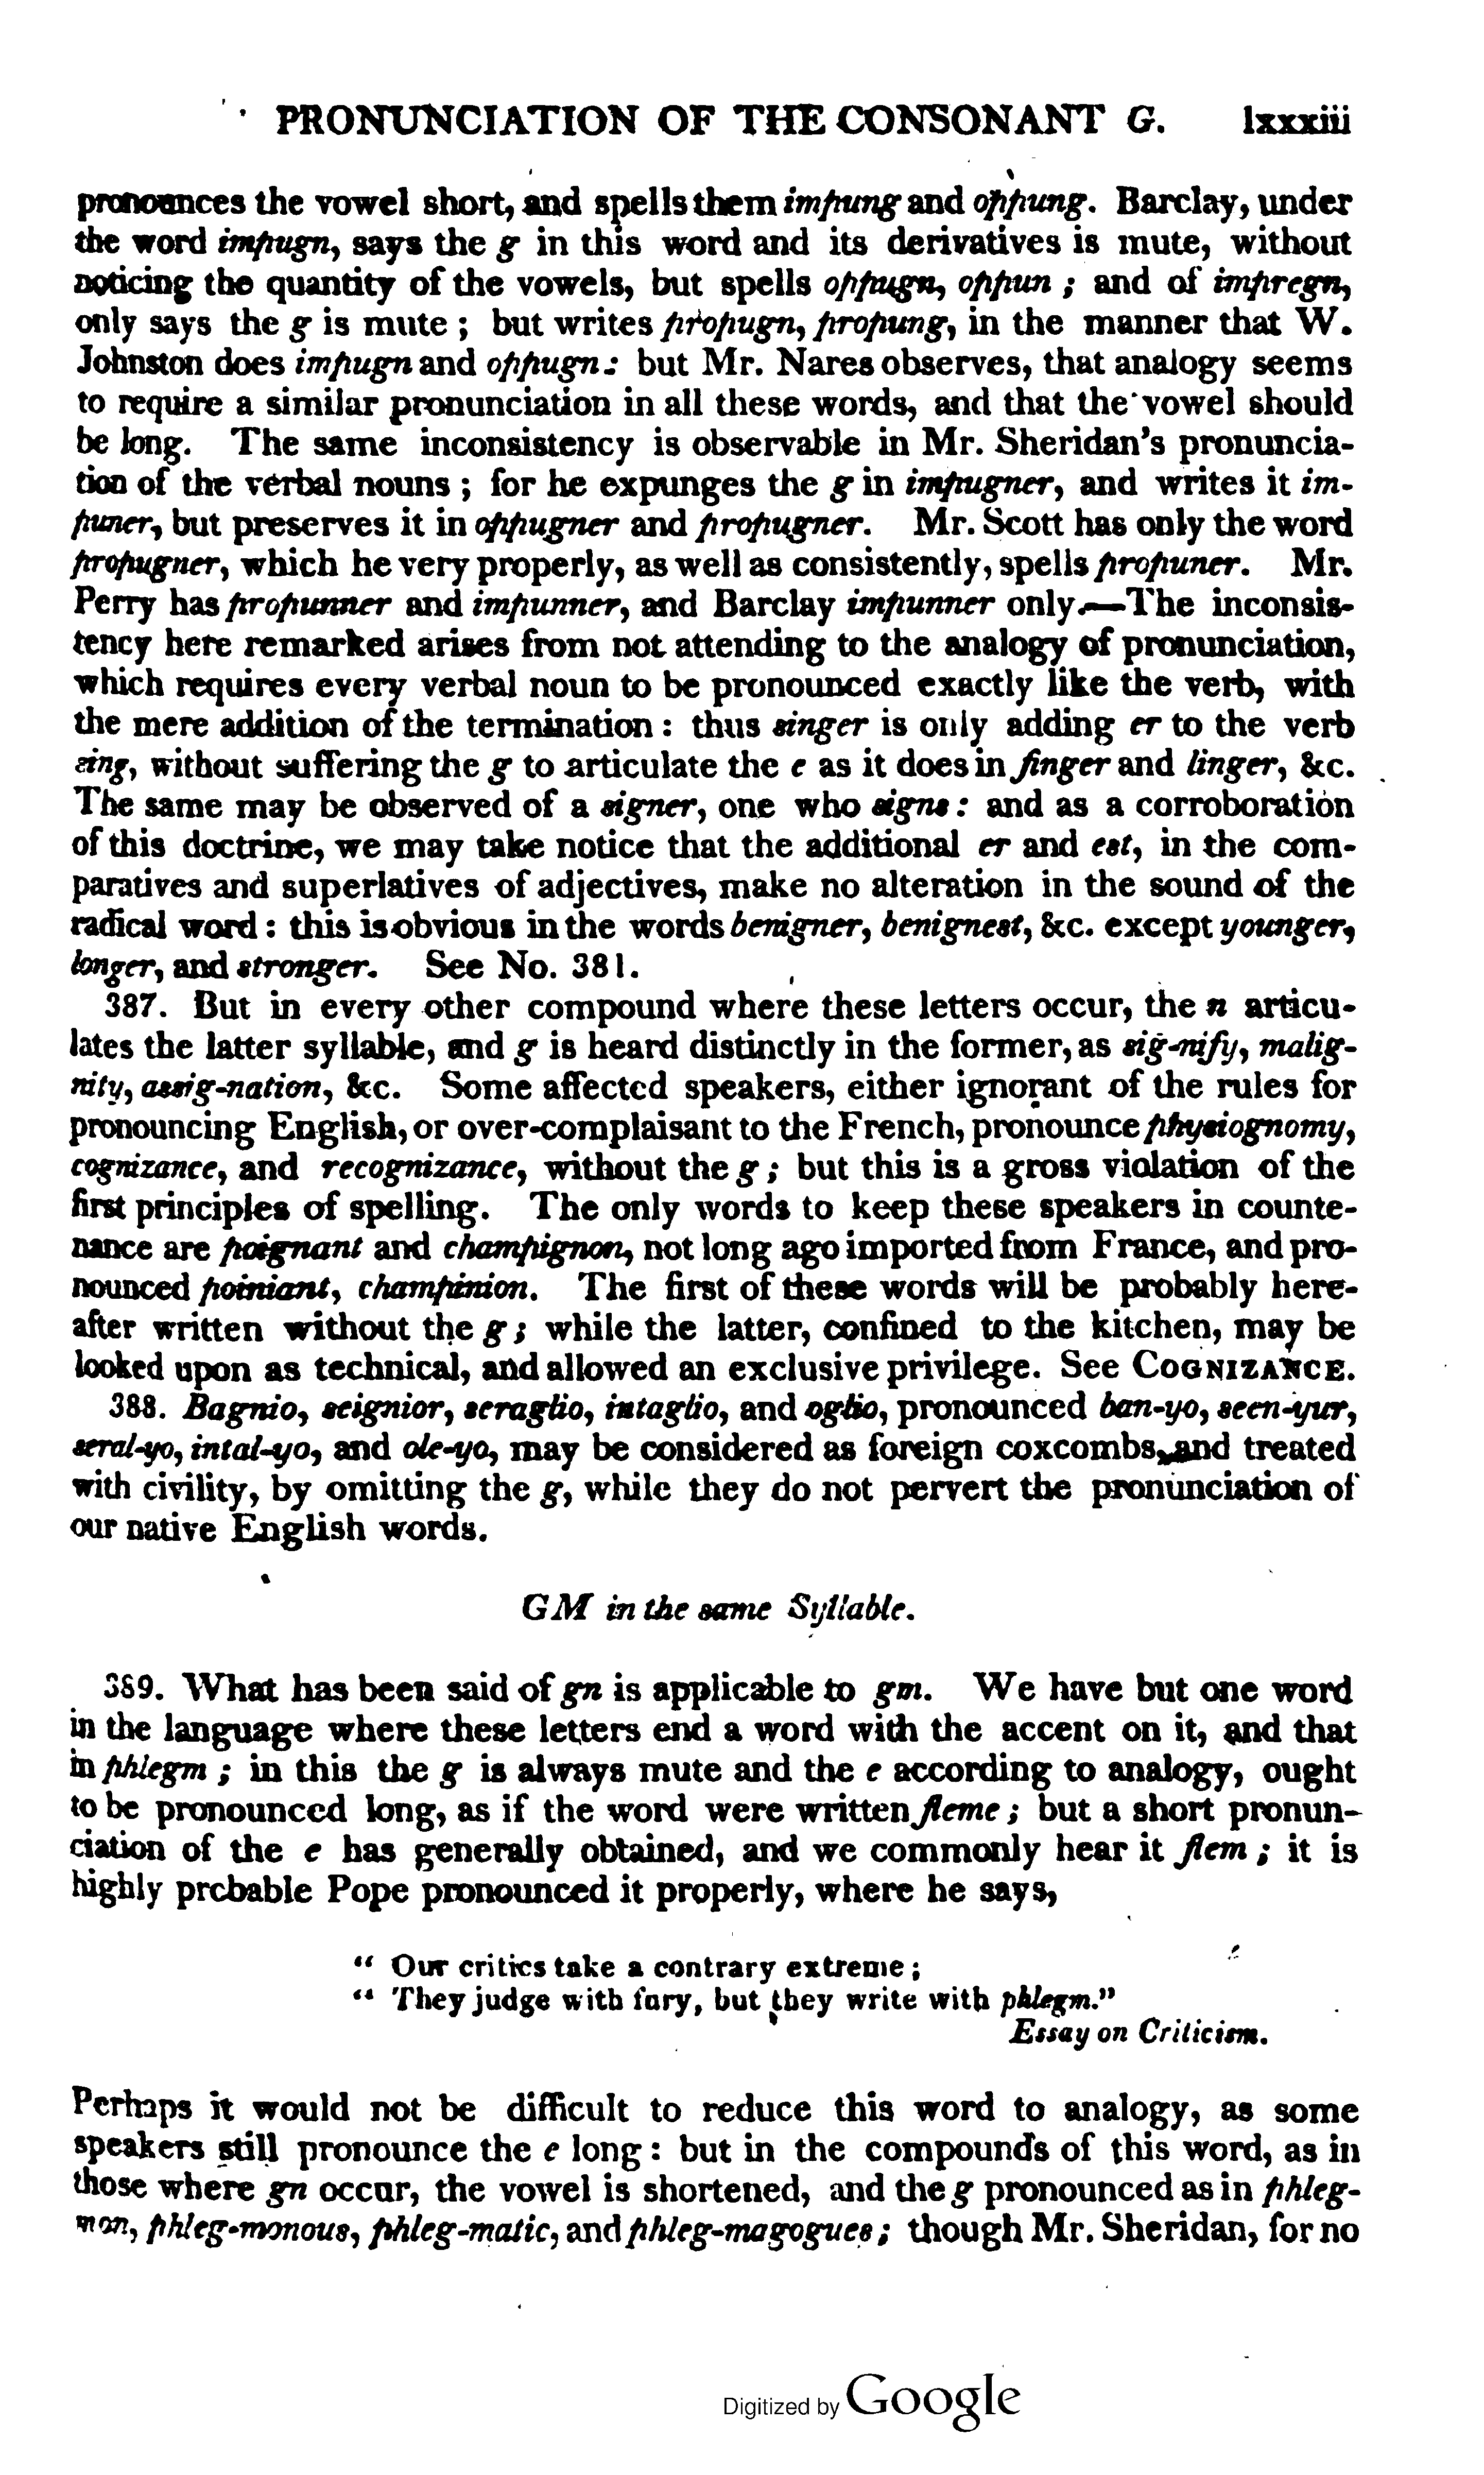 PRONUNCIATION OF THE CONSONANT G. lxxxiii
pronounces the vowel short, and spells them impung and oppung. Barclay, under
the word impugn, says the g in this word and its derivatives is mute, without
noticing the quantity of the vowels, but spells oppugn, oppun ; and of impregn,
only says the g is mute ; but writes propugn, propung, in the manner that W.
Johnston does impugn and oppugn : but Mr. Nares observes, that analogy seems
to require a similar pronunciation in all these words, and that the vowel should
be long. The same inconsistency is observable in Mr. Sheridan's pronuncia-
tion of the verbal nouns ; for he expunges the g in impugner, and writes it im-
puner, but preserves it in oppugner and propugner. Mr. Scott has only the word
propugner, which he very properly, as well as consistently, spells propuner. Mr.
Perry has propunner and impunner, and Barclay impunner only.—The inconsis-
tency here remarked arises from not attending to the analogy of pronunciation,
which requires every verbal noun to be pronounced exactly like the verb, with
the mere addition of the termination : thus singer is only adding er to the verb
sing, without suffering the g to articulate the e as it does in finger and linger, &c.
The same may be observed of a signer, one who signs : and as a corroboration
of this doctrine, we may take notice that the additional er and est, in the com-
paratives and superlatives of adjectives, make no alteration in the sound of the
radical word : this is obvious in the words benigner, benignest, &c. except younger,
longer, and stronger. See No. 381.
387. But in every other compound where these letters occur, the n articu-
lates the latter syllable, and g is heard distinctly in the former, as sig-nify, malig-
nity, assig-nation, &c. Some affected speakers, either ignorant of the rules for
pronouncing English, or over-complaisant to the French, pronounce physiognomy,
cognizance, and recognizance, without the g ; but this is a gross violation of the
first principles of spelling. The only words to keep these speakers in counte-
nance are poignant and champignon, not long ago imported from France, and pro-
nounced poiniant, champinion. The first of these words will be probably here-
after written without the g ; while the latter, confined to the kitchen, may be
looked upon as technical, and allowed an exclusive privilege. See COGNIZANCE.
388. Bagnio, seignior, seraglio, intaglio, and oglio, pronounced ban-yo, seen-yur,
seral-yo, intal-yo, and ole-yo, may be considered as foreign coxcombs, and treated
with civility, by omitting the g, while they do not pervert the pronunciation of
our native English words.
GM in the same Syllable.
389. What has been said of gn is applicable to gm. We have but one word
in the language where these letters end a word with the accent on it, and that
in phlegm ; in this the g is always mute and the e according to analogy, ought
to be pronounced long, as if the word were written fleme ; but a short pronun-
ciation of the e has generally obtained, and we commonly hear it flem ; it is
highly probable Pope pronounced it properly, where he says,
" Our critics take a contrary extreme ;
" They judge with fury, but they write with phlegm."
Essay on Criticism.
Perhaps it would not be difficult to reduce this word to analogy, as some
speakers still pronounce the e long : but in the compounds of this word, as in
those where gn occur, the vowel is shortened, and the g pronounced as in phleg-
mon, phleg-monous, phleg-matic, and phleg-magogues ; though Mr. Sheridan, for no
Digitized by Google